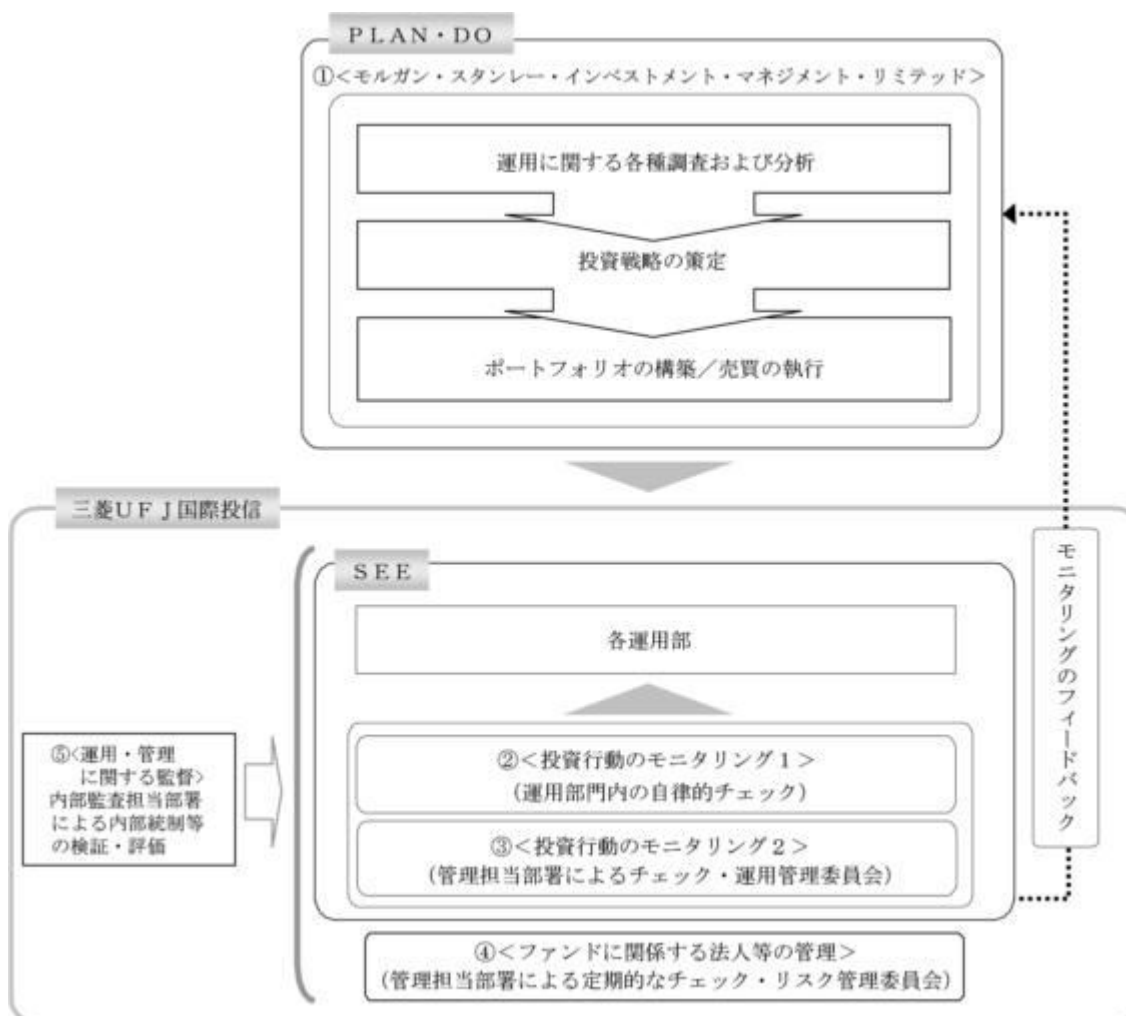 ＰＬＡＮ・ＤＯ
①＜モルガン・スタンレー・インベストメント・マネジメント・リミテッド＞
運用に関する各種調査および分析
投資戦略の策定
ポートフォリオの構築／売買の執行
三菱ＵＦＪ国際投信
ＳＥＥ
各運用部
②＜投資行動のモニタリング１＞
（運用部門内の自律的チェック）
③＜投資行動のモニタリング２＞
（管理担当部署によるチェック・運用管理委員会）
④＜ファンドに関係する法人等の管理＞
（管理担当部署による定期的なチェック・リスク管理委員会）
⑤＜運用・管理
に関する監督＞
内部監査担当部署
による内部統制等
の検証・評価
モニタリングのフィードバック